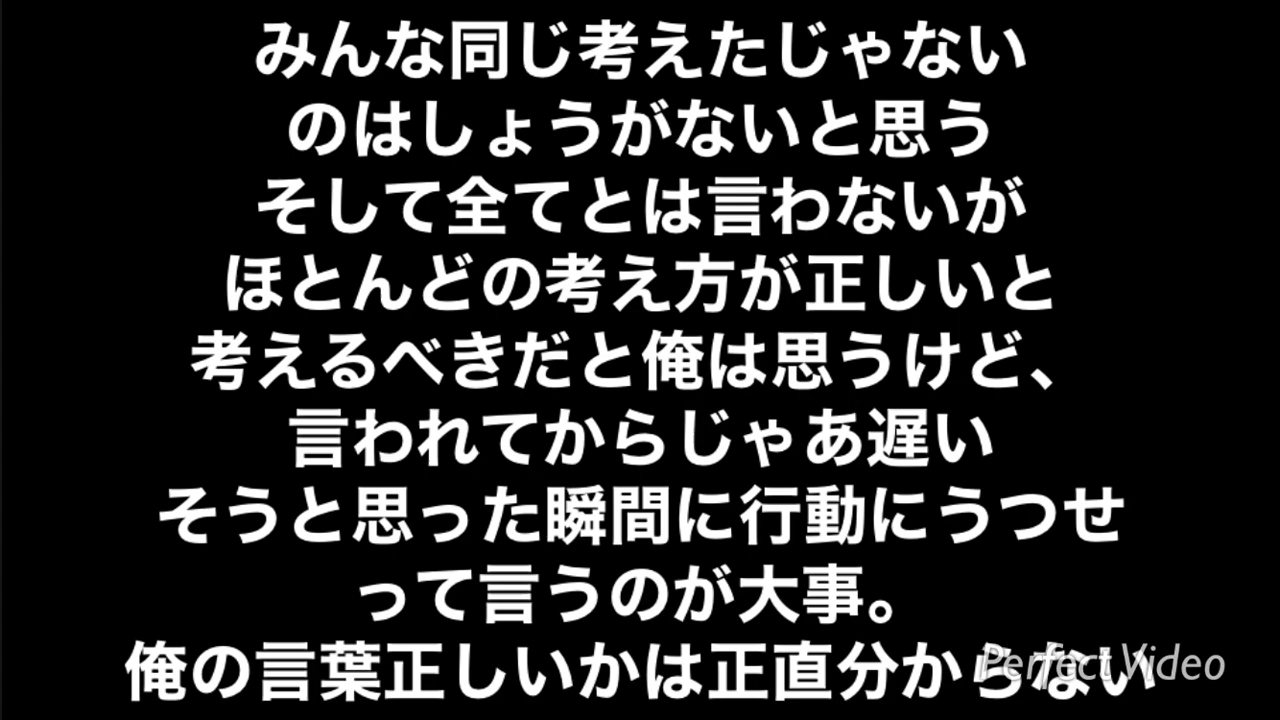 みんな同じ考えたじゃない
のはしょうがないと思う
そして全てとは言わないが
ほとんどの考え方が正しいと
考えるべきだと俺は思うけど、
言われてからじゃあ遅い
そうと思った瞬間に行動にうつせ
って言うのが大事。
俺の言葉正しいかは正直分からない
Perfect Video